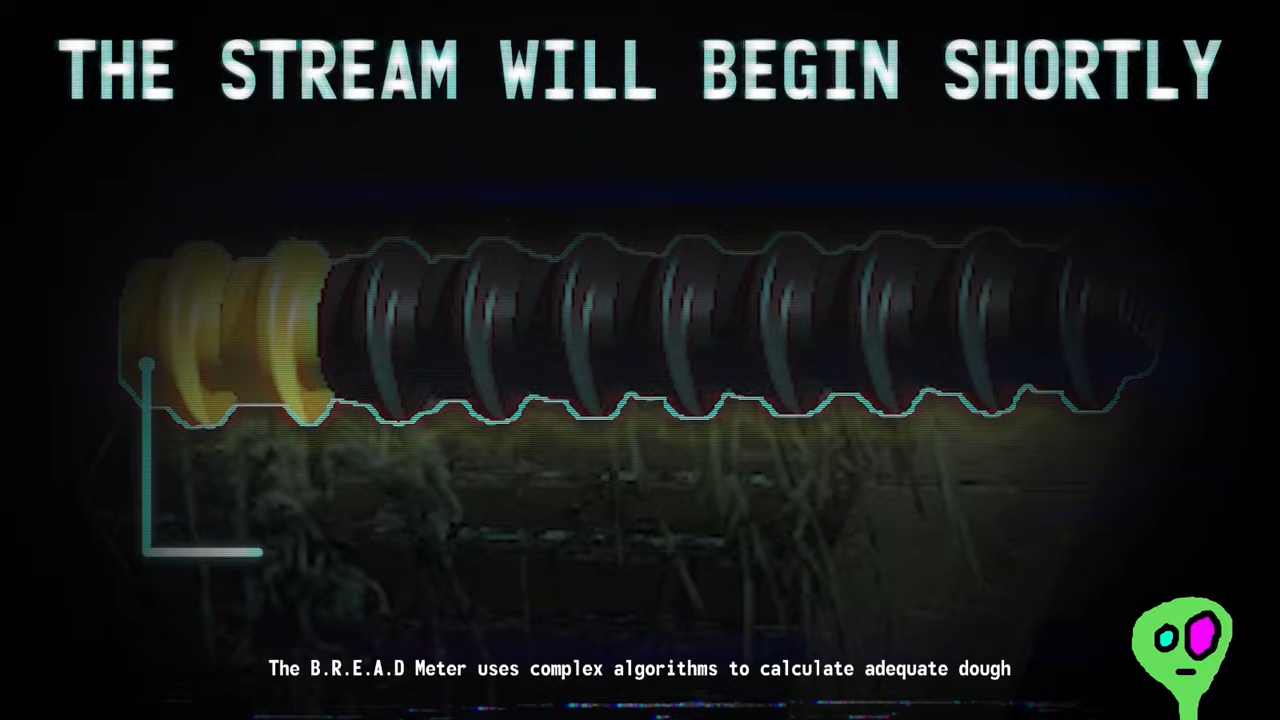 THE STREAM WILL BEGIN SHORTLY
The B.R.E.A.D Meter uses complex algorithms to calculate adequate dough